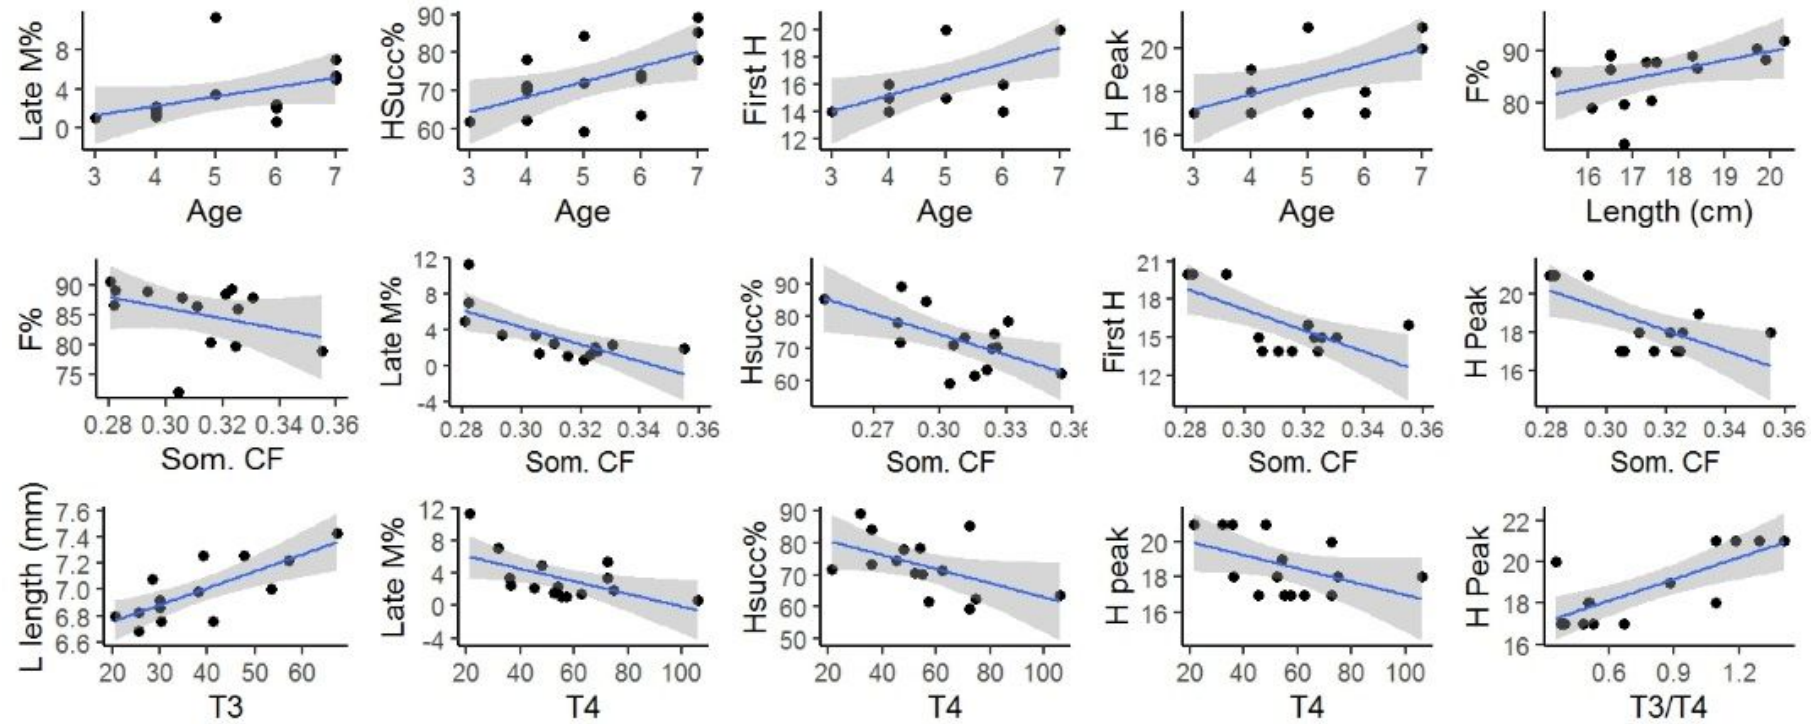 Late M%
8
4
0
3 4 5 6 7
Age
HSucc%
90
80
70
60
3 4 5 6 7
Age
First H
20
18
16
14
12
3 4 5 6 7
Age
H Peak
20
18
16
3 4 5 6 7
Age
F%
90
80
16 17 18 19 20
Length (cm)
F%
90
85
80
75
0.28 0.30 0.32 0.34 0.36
Som. CF
Late M%
12
8
4
0
-4
0.28 0.30 0.32 0.34 0.36
Som. CF
Hsucc%
90
80
70
60
0.27 0.30 0.33 0.36
Som. CF
First H
21
18
15
12
0.28 0.30 0.32 0.34 0.36
Som. CF
H Peak
20
18
16
0.28 0.30 0.32 0.34 0.36
Som. CF
L length (mm)
7.6
7.4
7.2
7.0
6.8
6.6
20 30 40 50 60
T3
Late M%
12
8
4
0
-4
20 40 60 80 100
T4
Hsucc%
90
80
70
60
50
20 40 60 80 100
T4
H peak
20
18
16
20 40 60 80 100
T4
H Peak
22
20
18
16
0.6 0.9 1.2
T3/T4